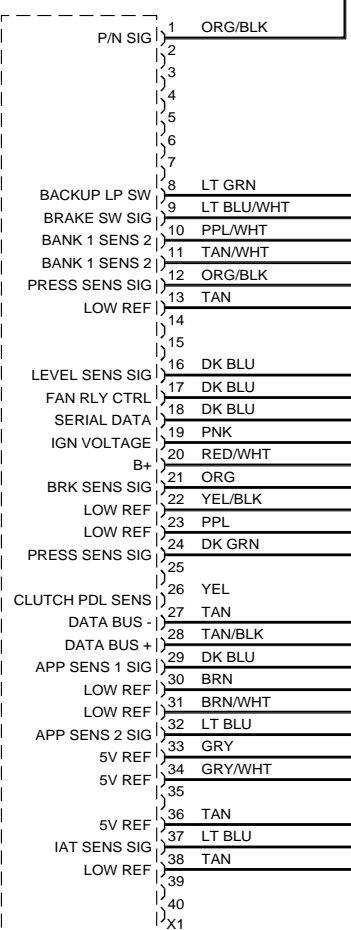 P/N SIG 1 ORG/BLK
2
3
4
5
6
7
BACKUP LP SW 8 LT GRN
BRAKE SW SIG 9 LT BLU/WHT
BANK 1 SENS 2 10 PPL/WHT
BANK 1 SENS 2 11 TAN/WHT
PRESS SENS SIG 12 ORG/BLK
LOW REF 13 TAN
14
15
LEVEL SENS SIG 16 DK BLU
FAN RLY CTRL 17 DK BLU
SERIAL DATA 18 DK BLU
IGN VOLTAGE 19 PNK
B+ 20 RED/WHT
BRK SENS SIG 21 ORG
LOW REF 22 YEL/BLK
LOW REF 23 PPL
PRESS SENS SIG 24 DK GRN
25
CLUTCH PDL SENS 26 YEL
DATA BUS - 27 TAN
DATA BUS + 28 TAN/BLK
APP SENS 1 SIG 29 DK BLU
LOW REF 30 BRN
LOW REF 31 BRN/WHT
APP SENS 2 SIG 32 LT BLU
5V REF 33 GRY
5V REF 34 GRY/WHT
35
5V REF 36 TAN
IAT SENS SIG 37 LT BLU
LOW REF 38 TAN
39
40
X1